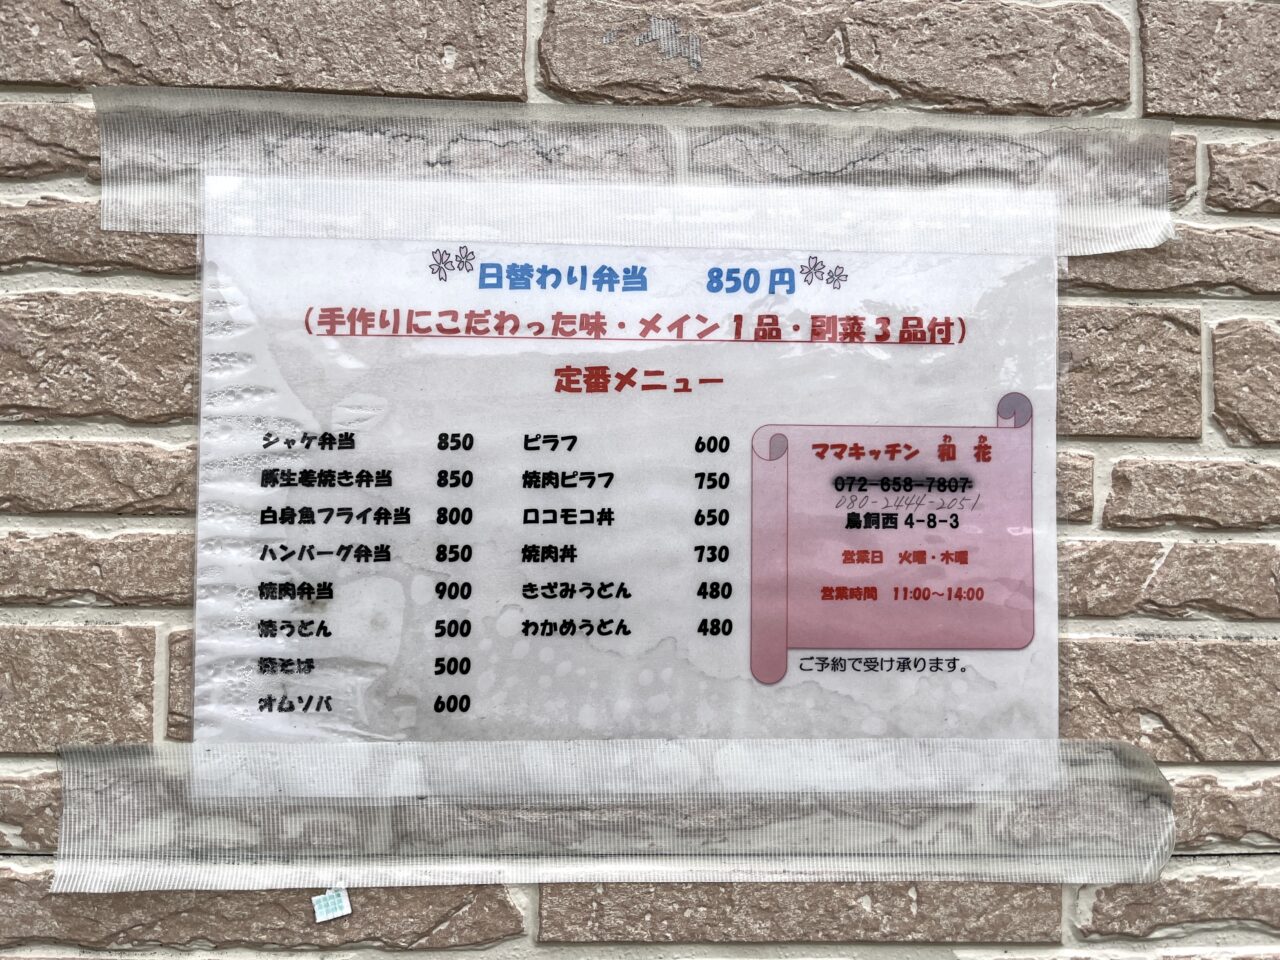 日替わり弁当 850円
(手作りにこだわった味・メイン1品・副菜3品付)
定番メニュー
シャケ弁当 850
豚生姜焼き弁当 850
白身魚フライ弁当 800
ハンバーグ弁当 850
焼肉弁当 900
焼うどん 500
焼そば 500
オムソバ 600
ピラフ 600
焼肉ピラフ 750
ロコモコ丼 650
焼肉丼 730
きざみうどん 480
わかめうどん 480
わ か
ママキッチン 和花
072-658-7807
080-2444-2051
鳥飼西 4-8-3
営業日 火曜・木曜
営業時間 11:00～14:00
ご予約で受け承ります。